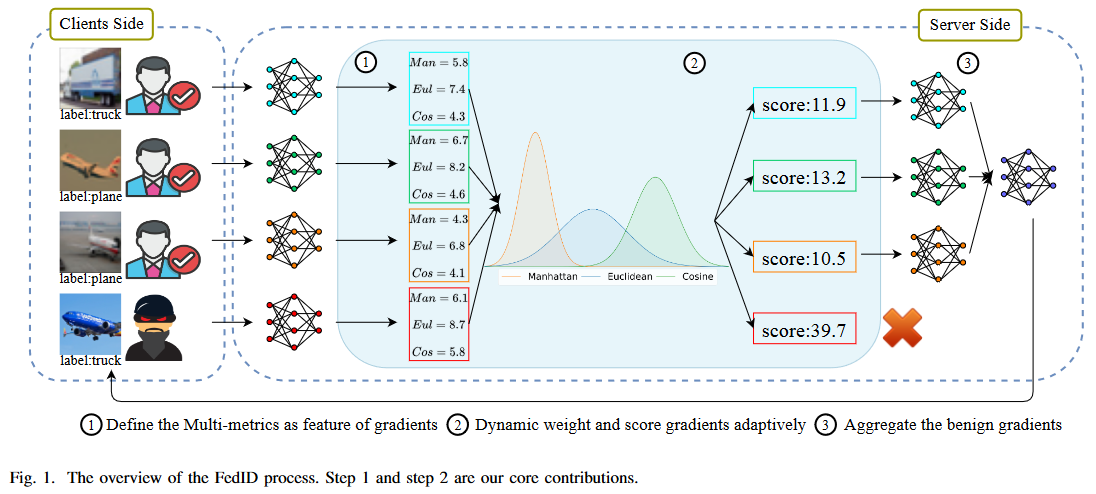 Clients Side
Server Side
label:truck
label:plane
label:plane
label:truck
1
Man = 5.8
Eul = 7.4
Cos = 4.3
Man = 6.7
Eul = 8.2
Cos = 4.6
Man = 4.3
Eul = 6.8
Cos = 4.1
Man = 6.1
Eul = 8.7
Cos = 5.8
2
Manhattan Euclidean Cosine
score:11.9
score:13.2
score:10.5
score:39.7
3
1 Define the Multi-metrics as feature of gradients 2 Dynamic weight and score gradients adaptively 3 Aggregate the benign gradients
Fig. 1. The overview of the FedID process. Step 1 and step 2 are our core contributions.